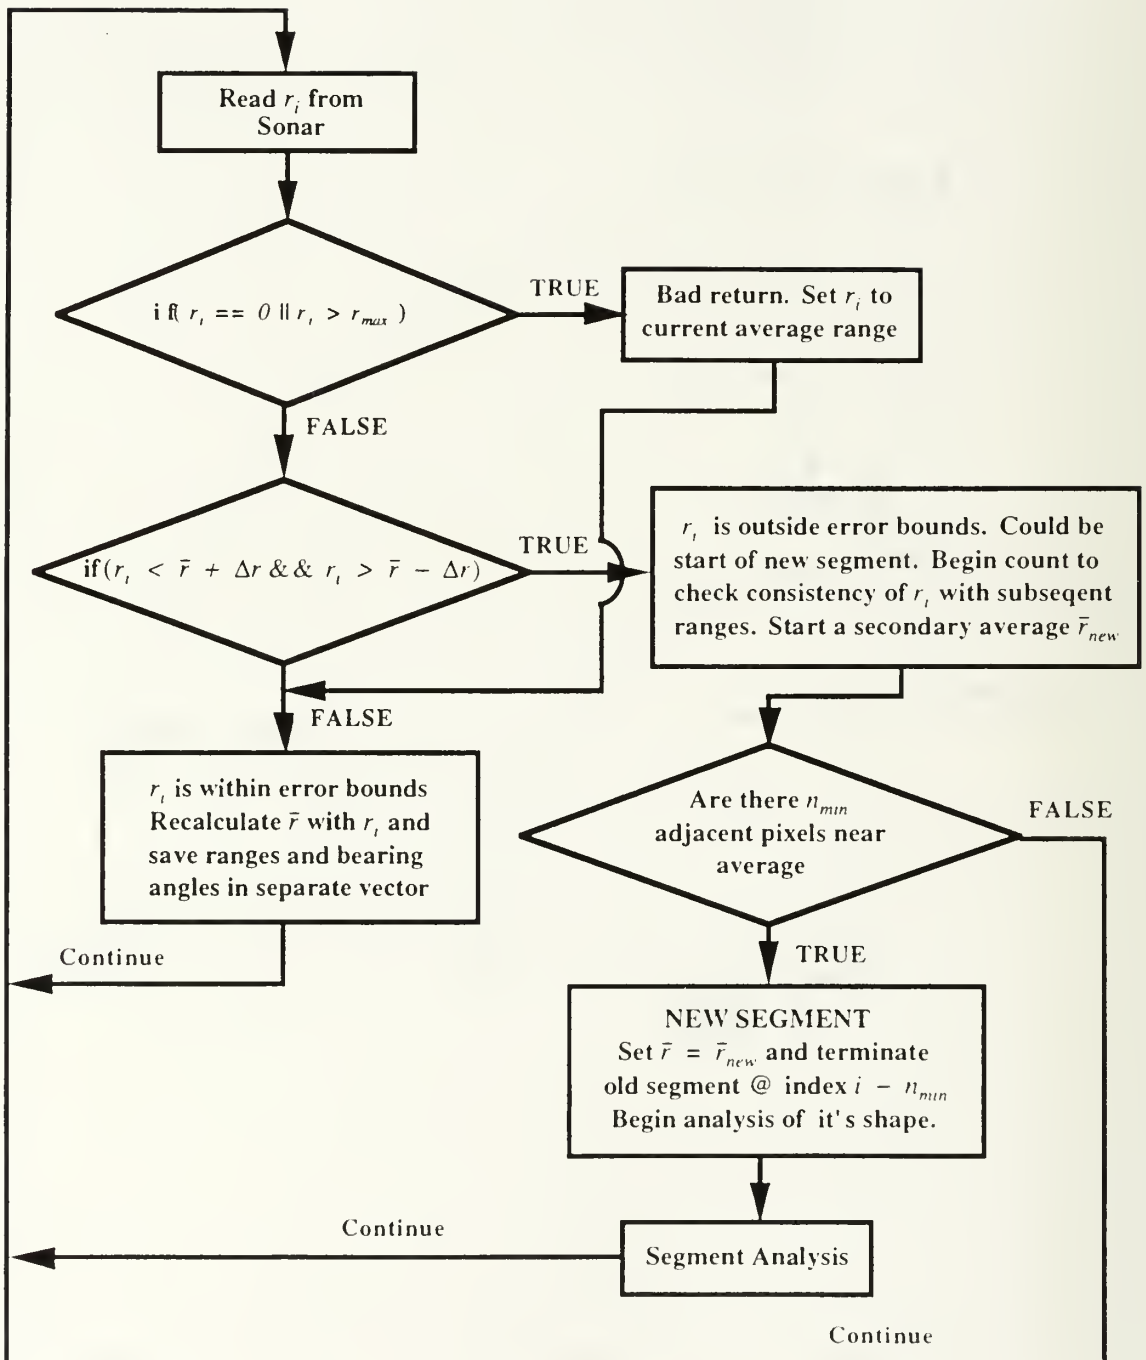 Read r_i from
Sonar
if( r_i == 0 || r_i > r_max )
TRUE
Bad return. Set r_i to
current average range
FALSE
if(r_i < r̄ + Δr && r_i > r̄ − Δr)
TRUE
r_i is outside error bounds. Could be
start of new segment. Begin count to
check consistency of r_i with subseqent
ranges. Start a secondary average r̄_new
FALSE
r_i is within error bounds
Recalculate r̄ with r_i and
save ranges and bearing
angles in separate vector
Continue
Are there n_min
adjacent pixels near
average
FALSE
TRUE
NEW SEGMENT
Set r̄ = r̄_new and terminate
old segment @ index i − n_min
Begin analysis of it's shape.
Continue
Segment Analysis
Continue